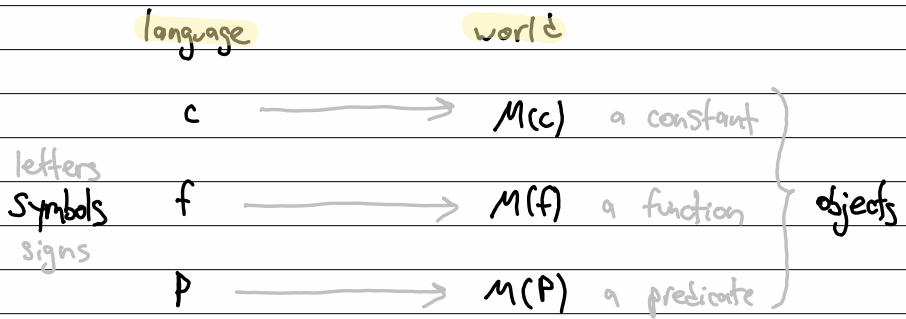 language world
c M(c) a constant
letters
symbols f M(f) a function objects
signs
P M(P) a predicate